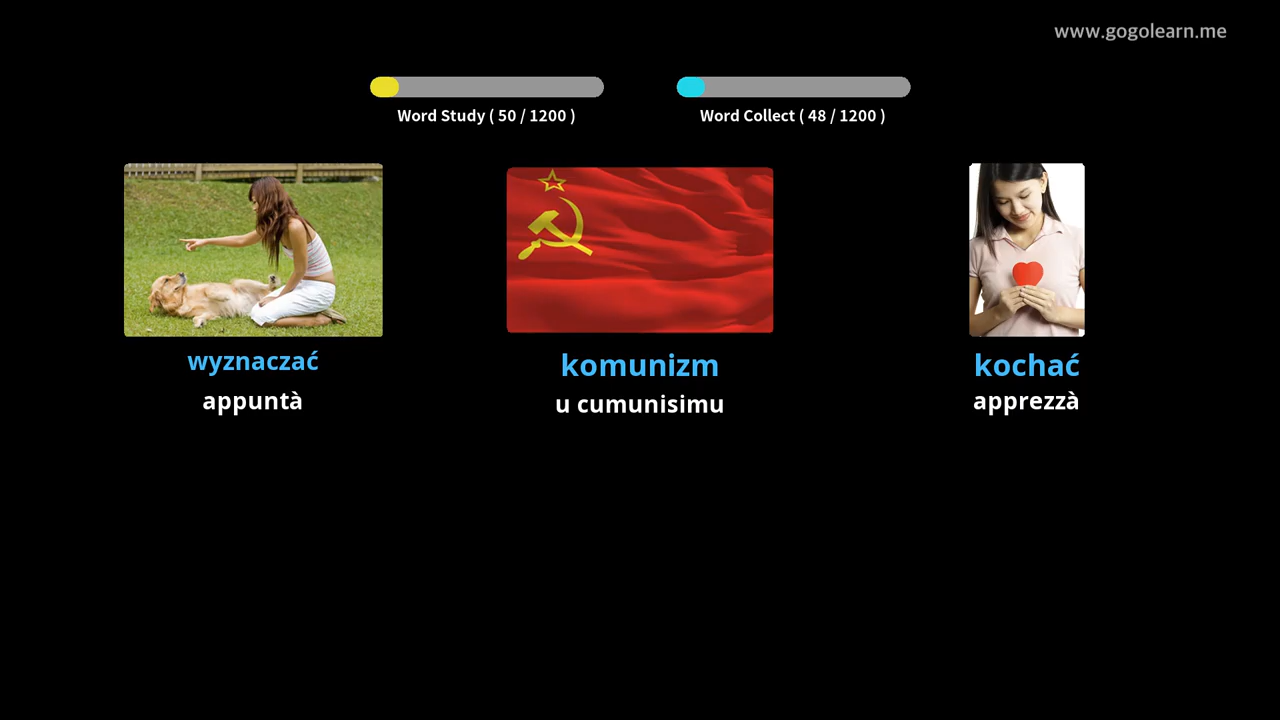 www.gogolearn.me
Word Study ( 50 / 1200 )
Word Collect ( 48 / 1200 )
wyznaczać
komunizm
kochać
appuntà
u cumunisimu
apprezzà